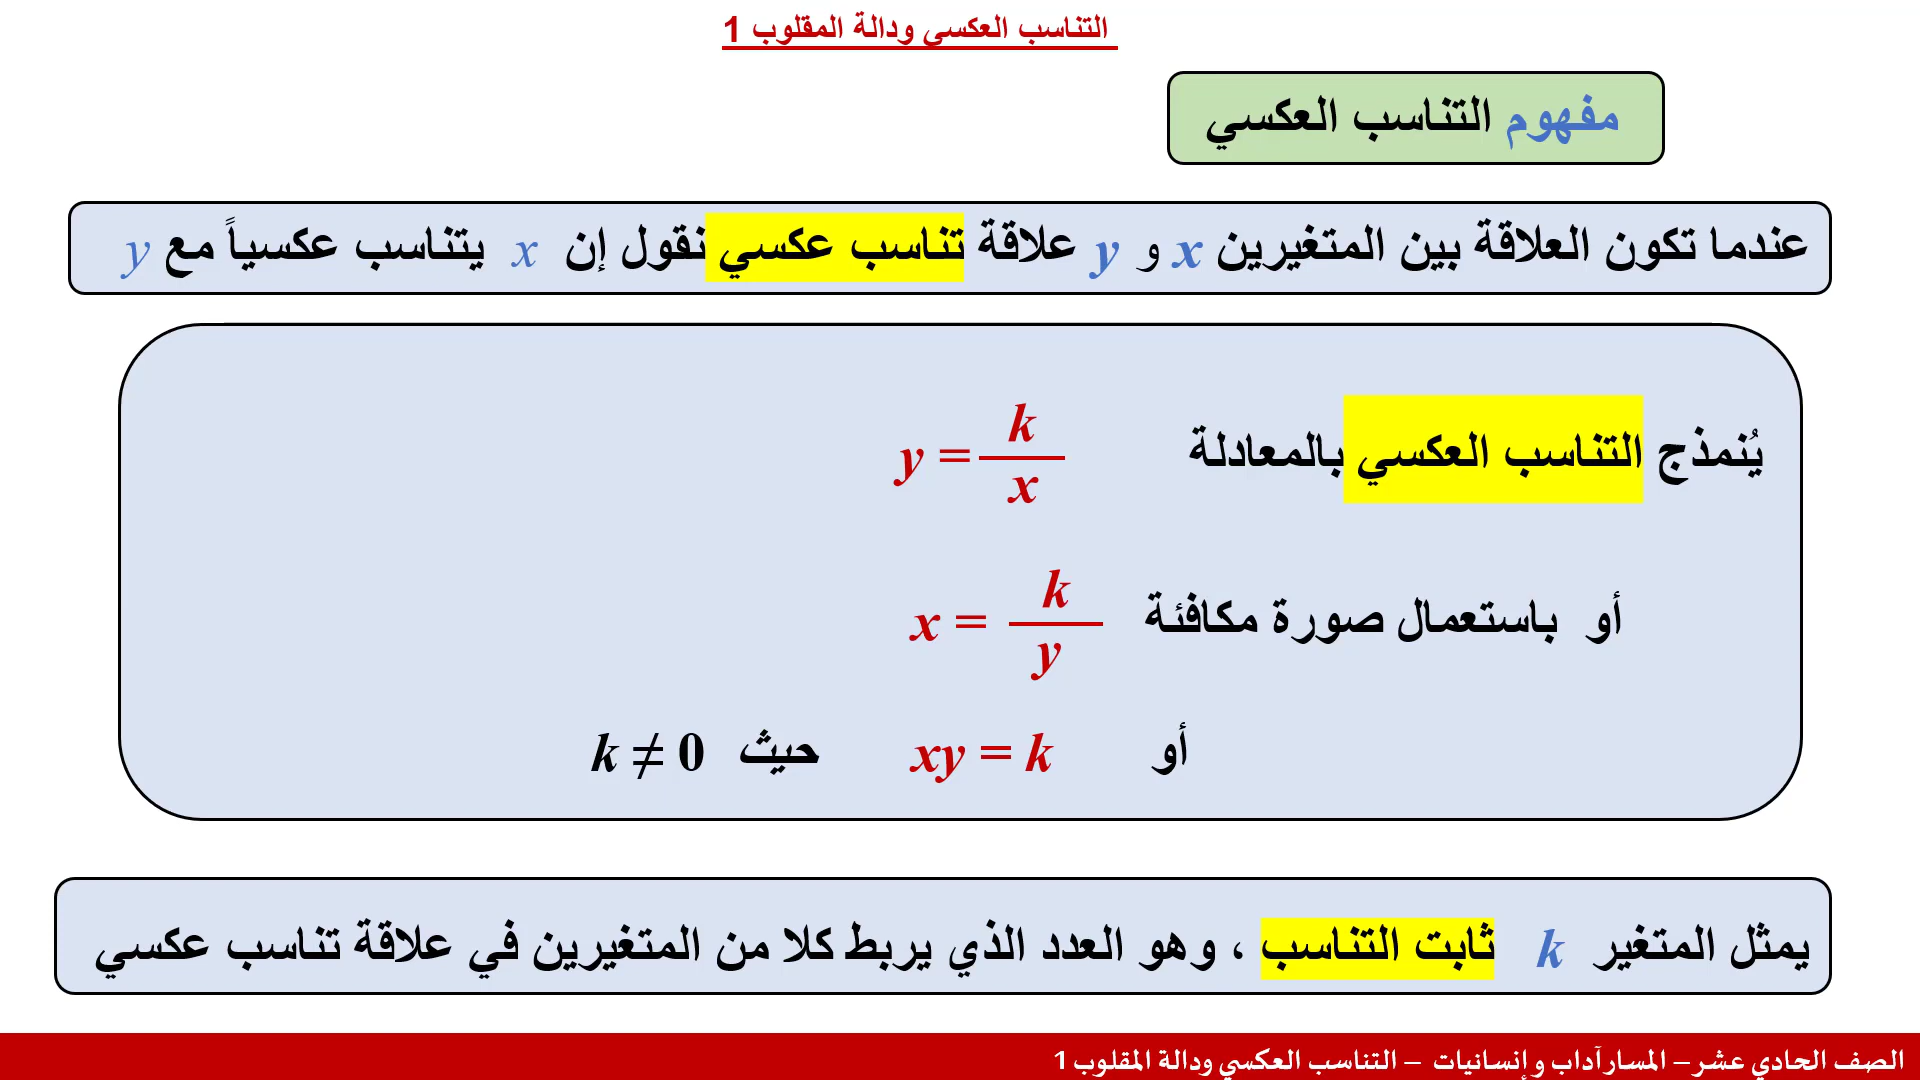 التناسب العكسي ودالة المقلوب 1
مفهوم التناسب العكسي
عندما تكون العلاقة بين المتغيرين x و y علاقة تناسب عكسي نقول إن x يتناسب عكسياً مع y
يُنمذج التناسب العكسي بالمعادلة y = k/x
أو باستعمال صورة مكافئة x = k/y
أو xy = k حيث k ≠ 0
يمثل المتغير k ثابت التناسب ، وهو العدد الذي يربط كلا من المتغيرين في علاقة تناسب عكسي
الصف الحادي عشر – المسار آداب و إنسانيات – التناسب العكسي ودالة المقلوب 1